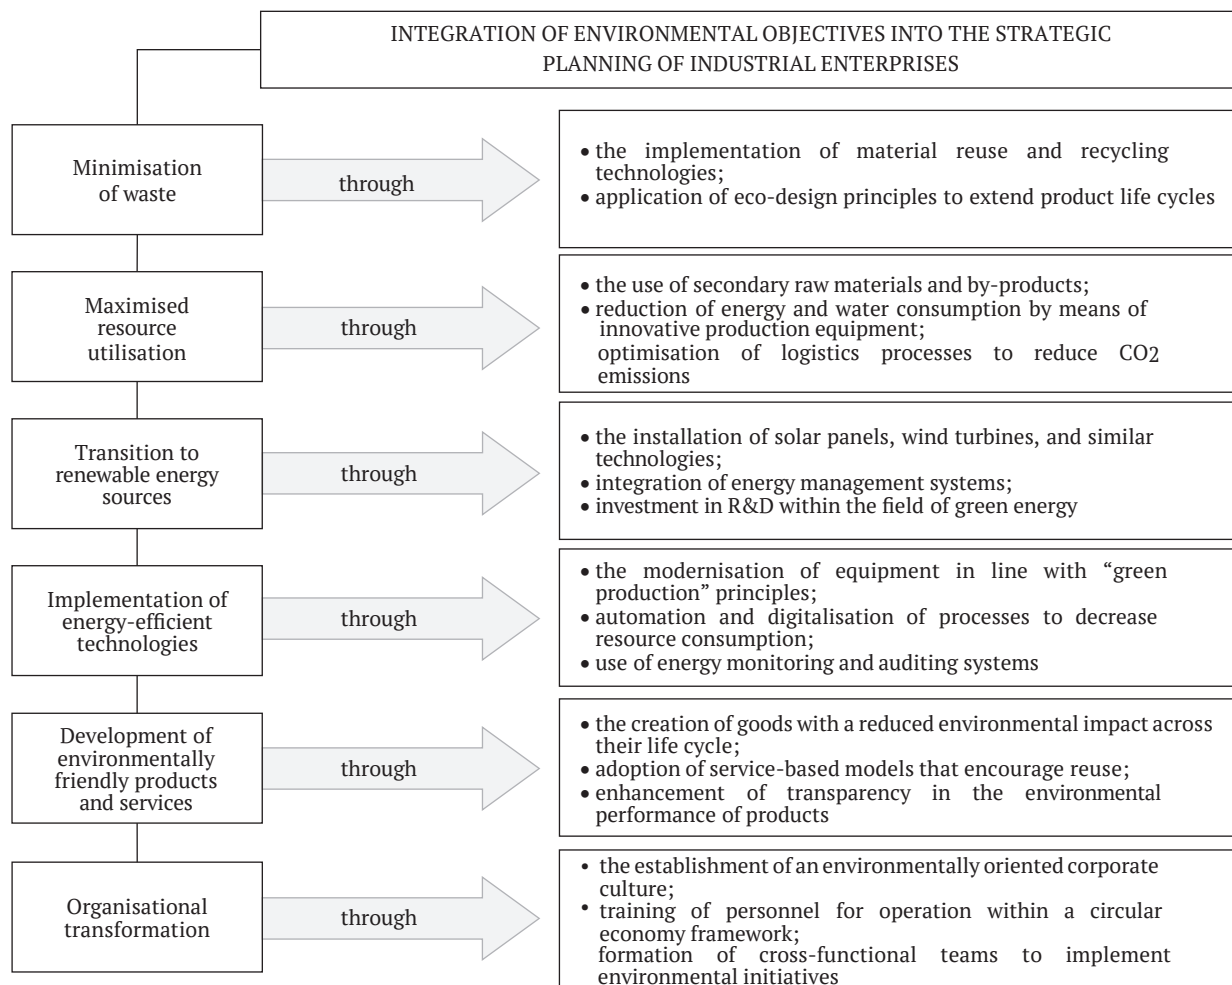 INTEGRATION OF ENVIRONMENTAL OBJECTIVES INTO THE STRATEGIC
PLANNING OF INDUSTRIAL ENTERPRISES
Minimisation
of waste
through
• the implementation of material reuse and recycling
technologies;
• application of eco-design principles to extend product life cycles
Maximised
resource
utilisation
through
• the use of secondary raw materials and by-products;
• reduction of energy and water consumption by means of
innovative production equipment;
optimisation of logistics processes to reduce CO2
emissions
Transition to
renewable energy
sources
through
• the installation of solar panels, wind turbines, and similar
technologies;
• integration of energy management systems;
• investment in R&D within the field of green energy
Implementation of
energy-efficient
technologies
through
• the modernisation of equipment in line with “green
production” principles;
• automation and digitalisation of processes to decrease
resource consumption;
• use of energy monitoring and auditing systems
Development of
environmentally
friendly products
and services
through
• the creation of goods with a reduced environmental impact across
their life cycle;
• adoption of service-based models that encourage reuse;
• enhancement of transparency in the environmental
performance of products
Organisational
transformation
through
• the establishment of an environmentally oriented corporate
culture;
• training of personnel for operation within a circular
economy framework;
formation of cross-functional teams to implement
environmental initiatives